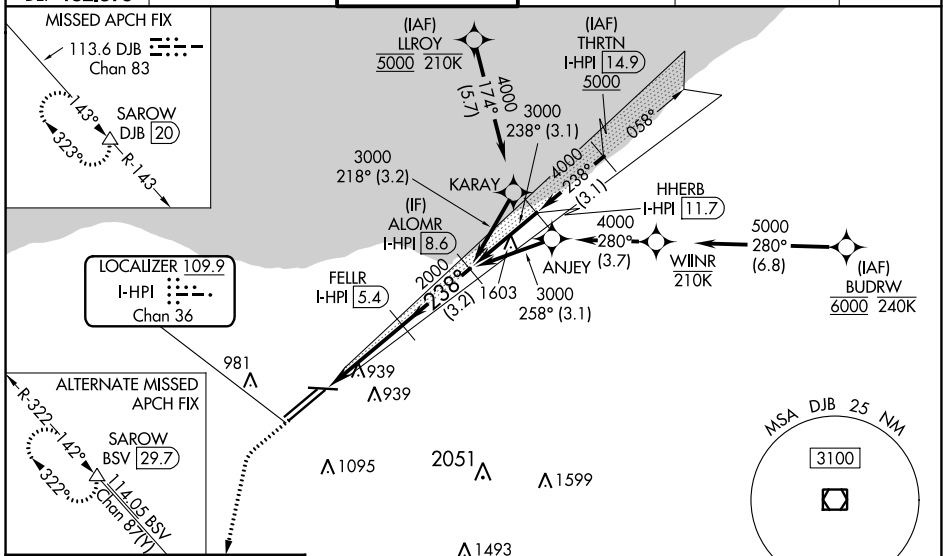 MISSED APCH FIX
113.6 DJB
Chan 83
143°
323°
SAROW
DJB 20
R-143
(IAF)
LLROY
5000 210K
4000
174°
(5.7)
(IAF)
THRTN
I-HPI 14.9
5000
3000
238° (3.1)
058°
4000
238°
(3.1)
3000
218° (3.2)
KARAY
HHERB
I-HPI 11.7
(IF)
ALOMR
I-HPI 8.6
4000
280°
(3.7)
5000
280°
(6.8)
ANJEY
WIINR
210K
(IAF)
BUDRW
6000 240K
LOCALIZER 109.9
I-HPI
Chan 36
FELLR
I-HPI 5.4
2000
238°
(3.2)
1603
3000
258° (3.1)
981
939
939
ALTERNATE MISSED
APCH FIX
R-322
142°
322°
SAROW
BSV 29.7
114.05 BSV
Chan 87(Y)
1095
2051
1599
1493
MSA DJB 25 NM
3100